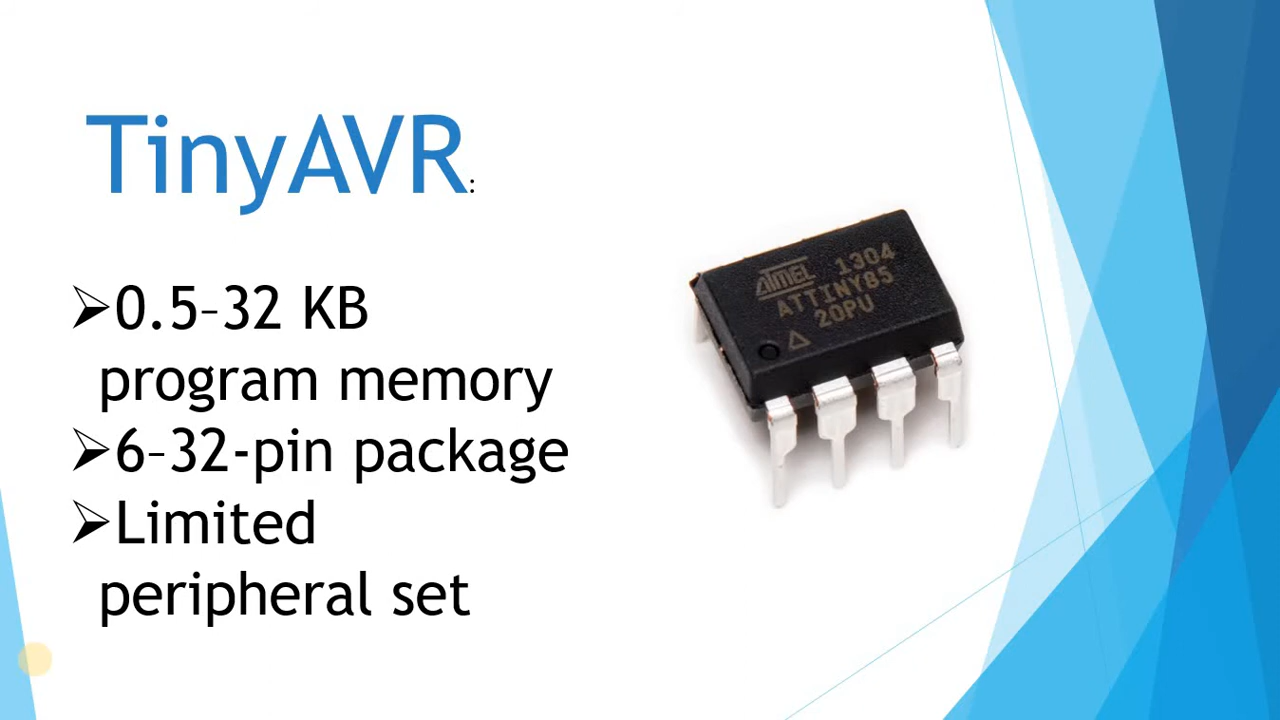 TinyAVR:
➢0.5–32 KB
program memory
➢6–32-pin package
➢Limited
peripheral set
ATMEL 1304
ATTINY85
20PU